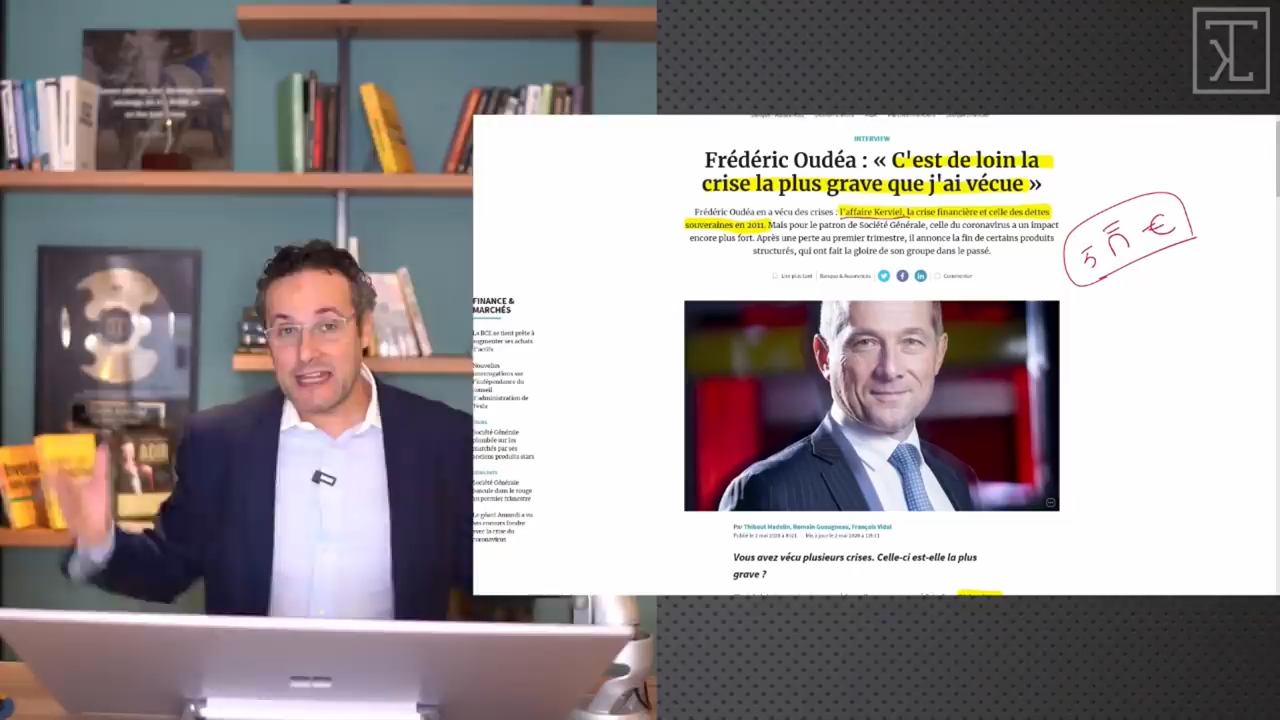 INTERVIEW
Frédéric Oudéa : « C'est de loin la
crise la plus grave que j'ai vécue »
Frédéric Oudéa en a vécu des crises : l'affaire Kerviel, la crise financière et celle des dettes
souveraines en 2011. Mais pour le patron de Société Générale, celle du coronavirus a un impact
encore plus fort. Après une perte au premier trimestre, il annonce la fin de certains produits
structurés, qui ont fait la gloire de son groupe dans le passé.
Lire plus tard Banque & Assurances Commenter
FINANCE &
MARCHÉS
La BCE se tient prête à
augmenter ses achats
d'actifs
Nouvelles
interrogations sur
l'indépendance du
conseil
d'administration de
Tesla
Société Générale
plombée sur les
marchés par ses
anciens produits stars
Société Générale
bascule dans le rouge
au premier trimestre
Le géant Amundi a vu
ses encours fondre
avec la crise du
coronavirus
Par Thibaut Madelin, Romain Gueugneau, François Vidal
Vous avez vécu plusieurs crises. Celle-ci est-elle la plus
grave ?